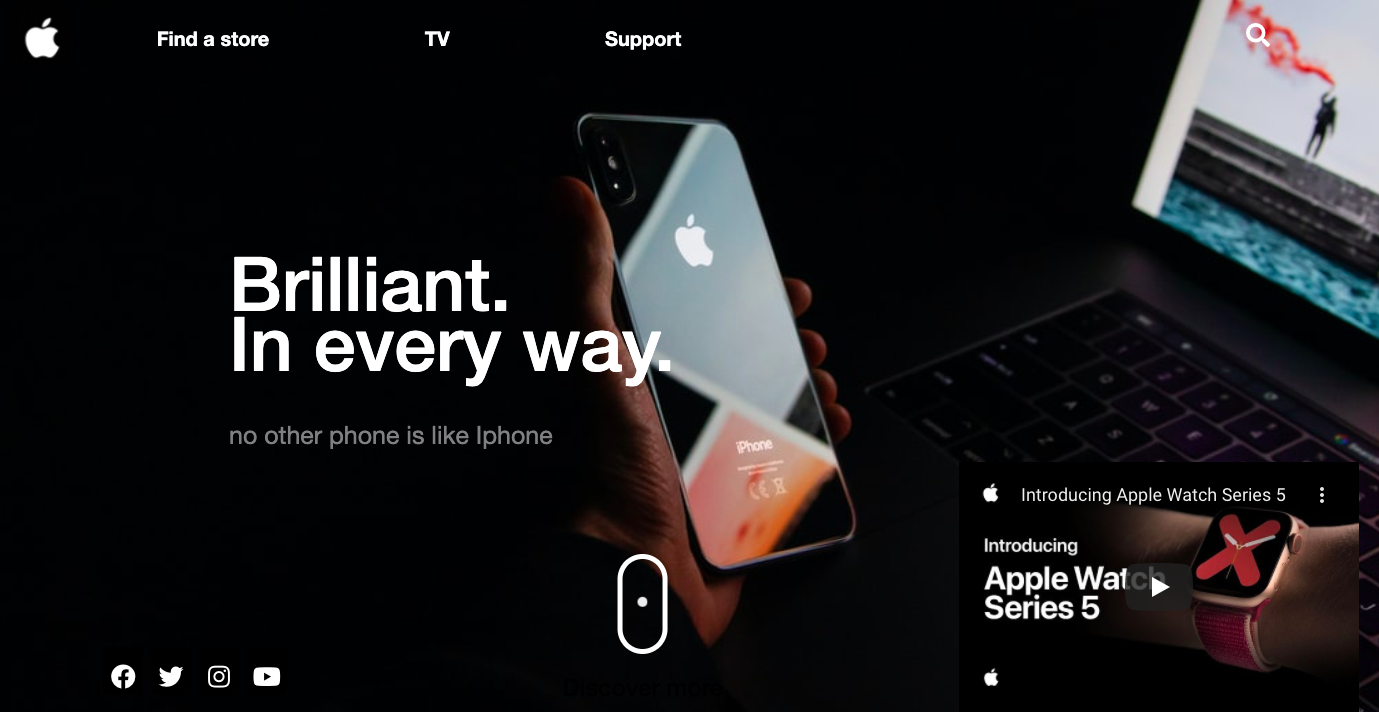 Find a store
TV
Support
Brilliant.
In every way.
no other phone is like Iphone
iPhone
Introducing Apple Watch Series 5
Introducing
Apple Watch
Series 5
Discover more